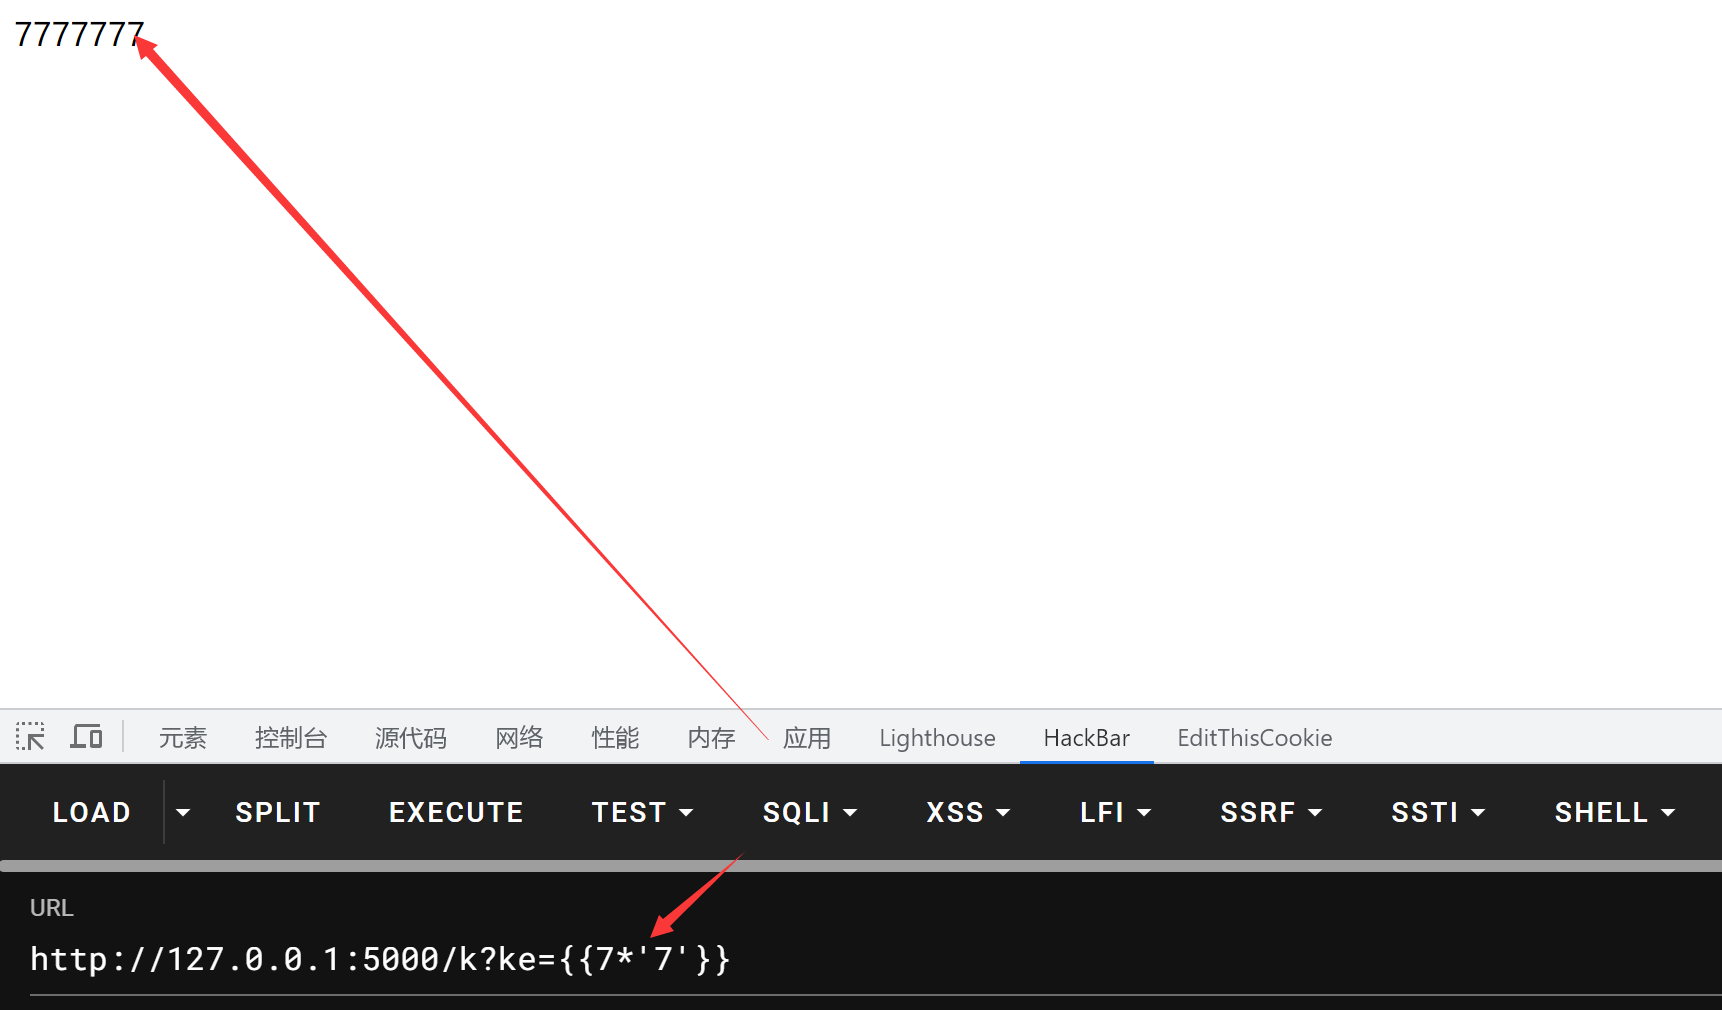 7777777
元素 控制台 源代码 网络 性能 内存 应用 Lighthouse HackBar EditThisCookie
LOAD SPLIT EXECUTE TEST SQLI XSS LFI SSRF SSTI SHELL
URL
http://127.0.0.1:5000/k?ke={{7*'7'}}